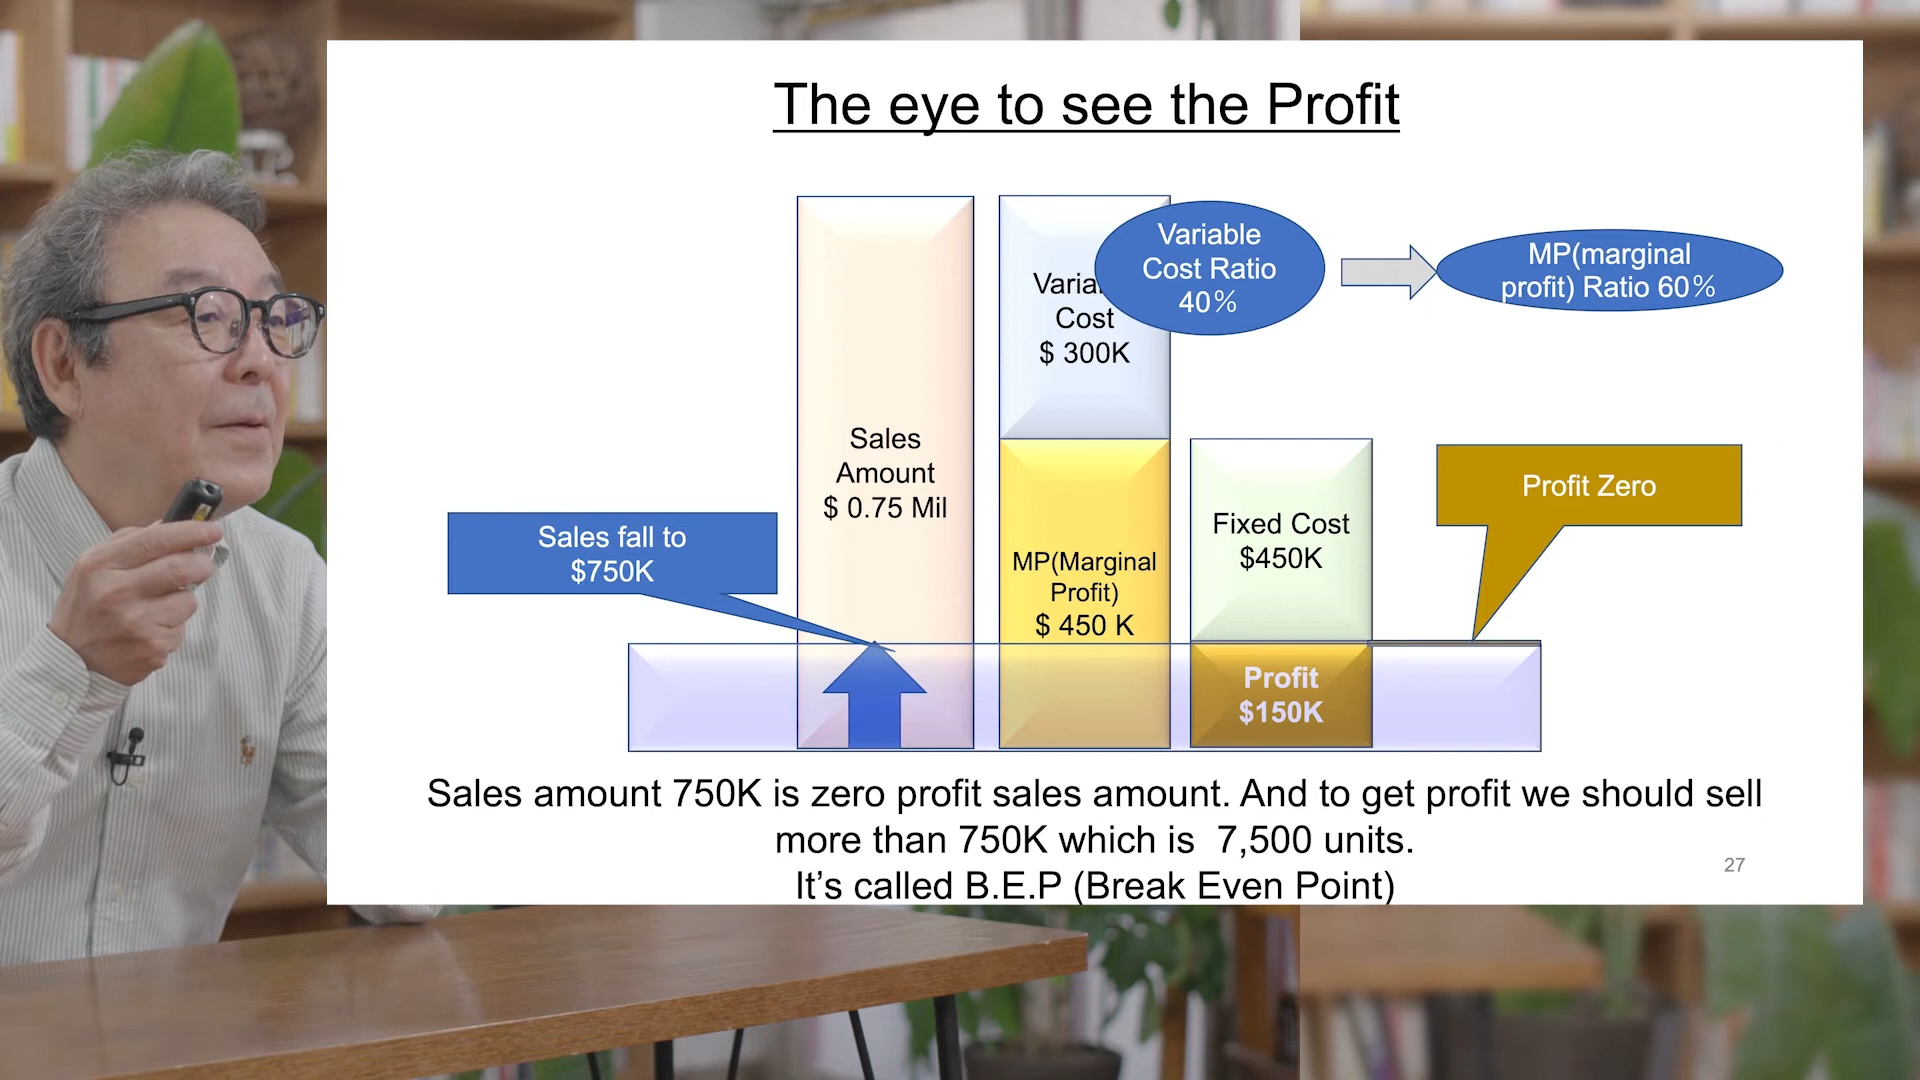 The eye to see the Profit
Variable
Cost Ratio
40%
MP(marginal
profit) Ratio 60%
Cost
$ 300K
Sales
Amount
$ 0.75 Mil
Sales fall to
$750K
MP(Marginal
Profit)
$ 450 K
Fixed Cost
$450K
Profit Zero
Profit
$150K
Sales amount 750K is zero profit sales amount. And to get profit we should sell
more than 750K which is 7,500 units.
It’s called B.E.P (Break Even Point)
27